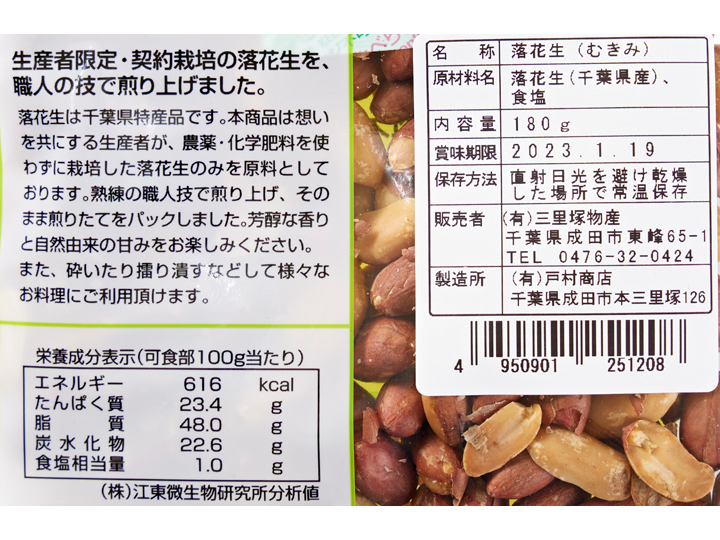 生産者限定・契約栽培の落花生を、
職人の技で煎り上げました。
落花生は千葉県特産品です。本商品は想い
を共にする生産者が、農薬・化学肥料を使
わずに栽培した落花生のみを原料として
おります。熟練の職人技で煎り上げ、その
まま煎りたてをパックしました。芳醇な香り
と自然由来の甘みをお楽しみください。
また、砕いたり擂り潰すなどして様々な
お料理にご利用頂けます。
栄養成分表示(可食部100g当たり)
エネルギー 616 kcal
たんぱく質 23.4 g
脂 質 48.0 g
炭水化物 22.6 g
食塩相当量 1.0 g
(株)江東微生物研究所分析値
名 称 落花生(むきみ)
原材料名 落花生(千葉県産)、
食塩
内容量 180g
賞味期限 2023.1.19
保存方法 直射日光を避け乾燥
した場所で常温保存
販売者 (有)三里塚物産
千葉県成田市東峰65-1
TEL 0476-32-0424
製造所 (有)戸村商店
千葉県成田市本三里塚126
4 950901 251208